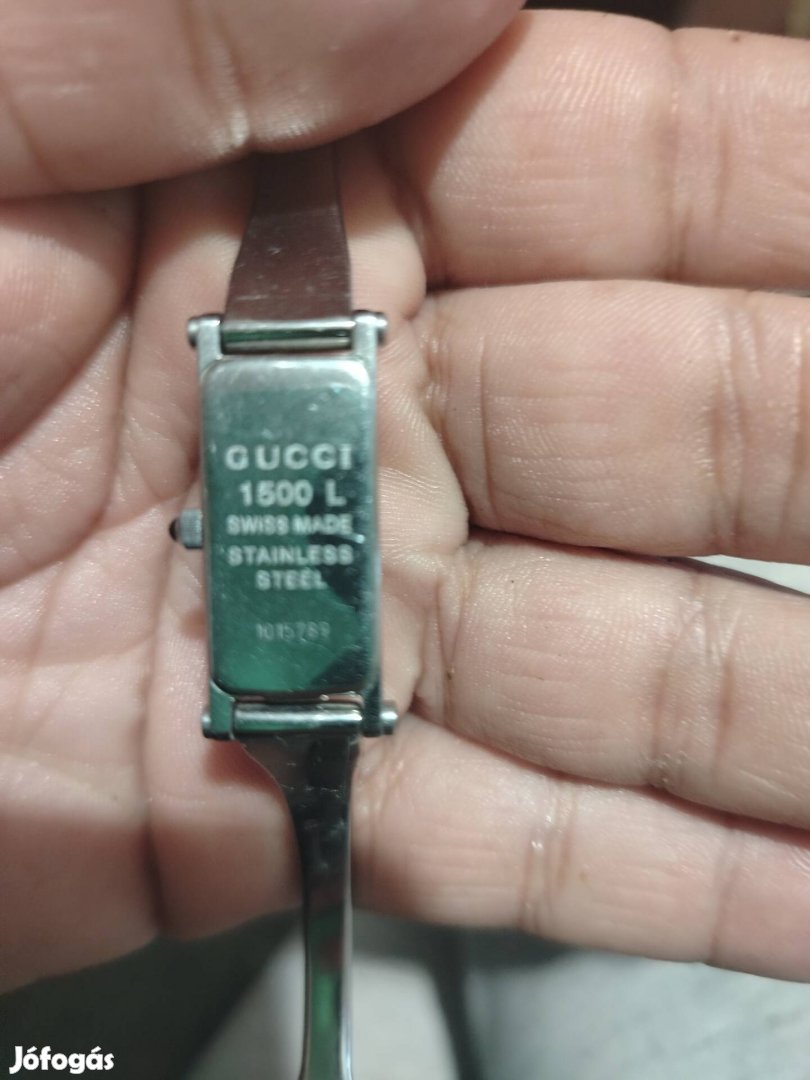 GUCCI
1500 L
SWISS MADE
STAINLESS
STEEL
1015789
Jófogás